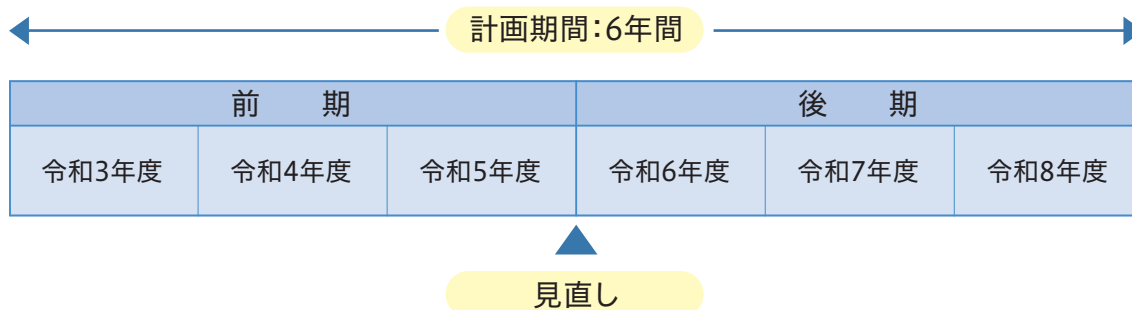 計画期間：6年間
前　期　後　期
令和3年度　令和4年度　令和5年度　令和6年度　令和7年度　令和8年度
見直し